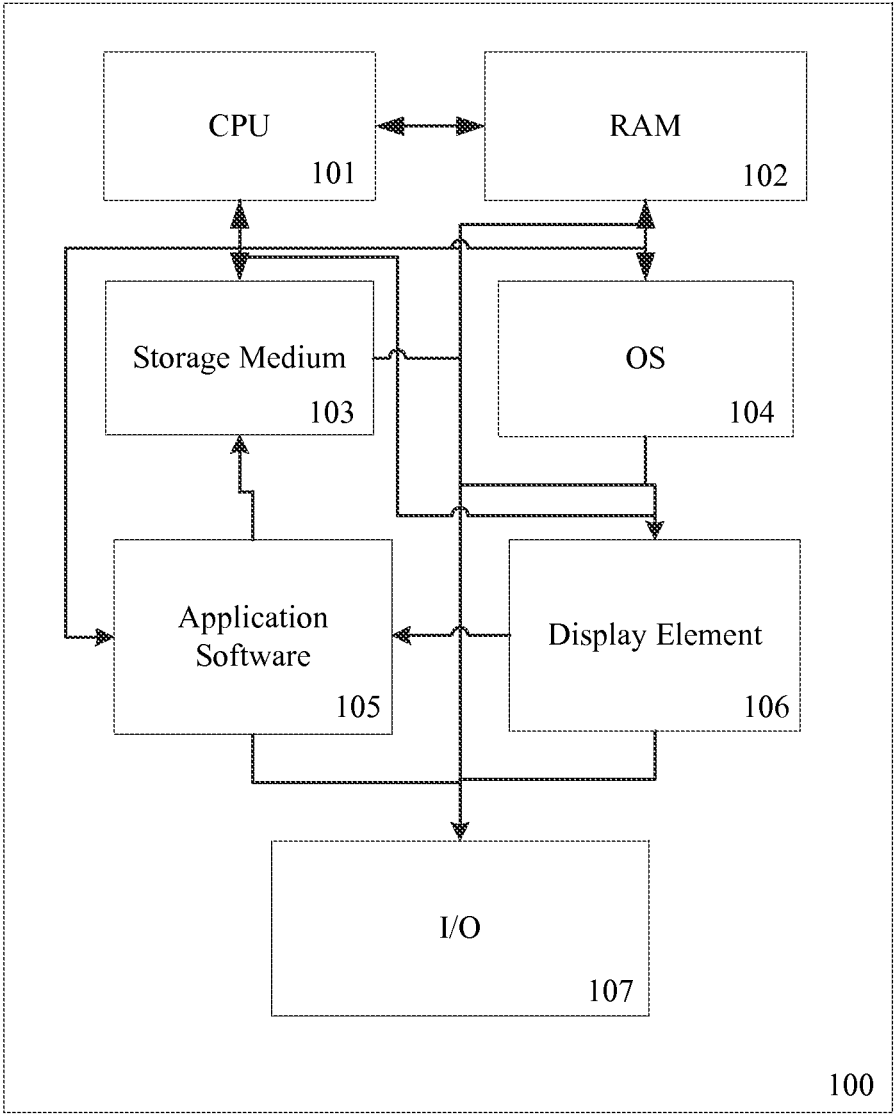 CPU
101
RAM
102
Storage Medium
103
OS
104
Application
Software
105
Display Element
106
I/O
107
100